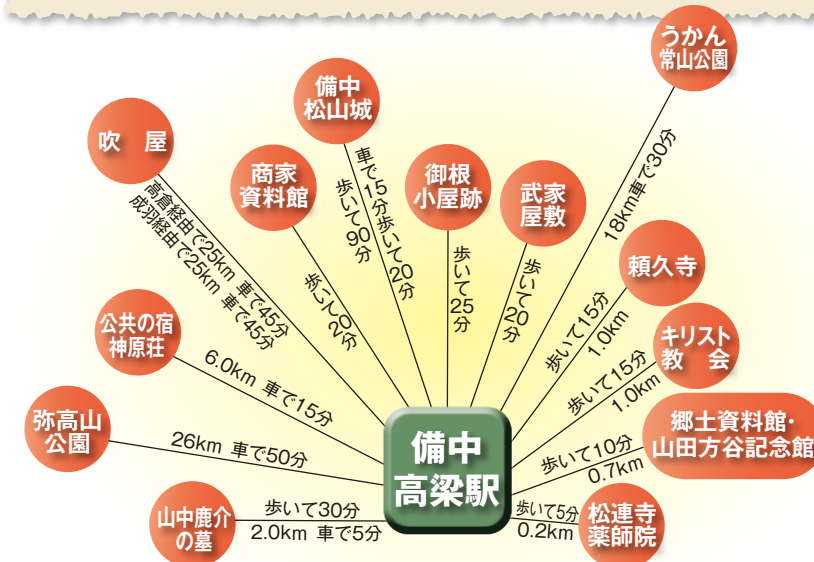 うかん
常山公園
18km車で30分
備中
松山城
車で15分歩いて20分
歩いて90分
吹 屋
高倉経由で25km 車で45分
成羽経由で25km 車で45分
商家
資料館
歩いて20分
御根
小屋跡
歩いて25分
武家
屋敷
歩いて20分
頼久寺
歩いて15分
1.0km
公共の宿
神原荘
6.0km 車で15分
キリスト
教 会
歩いて15分
1.0km
弥高山
公園
26km 車で50分
郷土資料館・
山田方谷記念館
歩いて10分
0.7km
備中
高梁駅
山中鹿介
の墓
歩いて30分
2.0km 車で5分
歩いて5分
0.2km
松連寺
薬師院